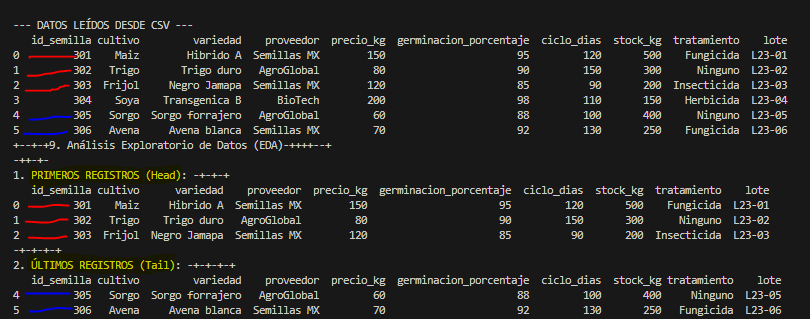 --- DATOS LEÍDOS DESDE CSV ---
id_semilla cultivo variedad proveedor precio_kg germinacion_porcentaje ciclo_dias stock_kg tratamiento lote
0 301 Maiz Hibrido A Semillas MX 150 95 120 500 Fungicida L23-01
1 302 Trigo Trigo duro AgroGlobal 80 90 150 300 Ninguno L23-02
2 303 Frijol Negro Jamapa Semillas MX 120 85 90 200 Insecticida L23-03
3 304 Soya Transgenica B BioTech 200 98 110 150 Herbicida L23-04
4 305 Sorgo Sorgo forrajero AgroGlobal 60 88 100 400 Ninguno L23-05
5 306 Avena Avena blanca Semillas MX 70 92 130 250 Fungicida L23-06
+--+-+9. Análisis Exploratorio de Datos (EDA)-++++--+
-++-+-
1. PRIMEROS REGISTROS (Head): -+-+-+
id_semilla cultivo variedad proveedor precio_kg germinacion_porcentaje ciclo_dias stock_kg tratamiento lote
0 301 Maiz Hibrido A Semillas MX 150 95 120 500 Fungicida L23-01
1 302 Trigo Trigo duro AgroGlobal 80 90 150 300 Ninguno L23-02
2 303 Frijol Negro Jamapa Semillas MX 120 85 90 200 Insecticida L23-03
-+-+-+-+
2. ÚLTIMOS REGISTROS (Tail): -+-+-+-+
id_semilla cultivo variedad proveedor precio_kg germinacion_porcentaje ciclo_dias stock_kg tratamiento lote
4 305 Sorgo Sorgo forrajero AgroGlobal 60 88 100 400 Ninguno L23-05
5 306 Avena Avena blanca Semillas MX 70 92 130 250 Fungicida L23-06